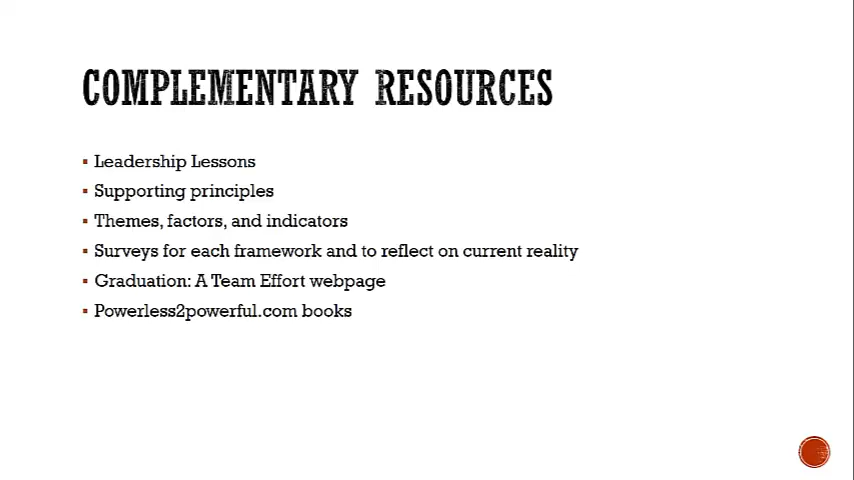 COMPLEMENTARY RESOURCES
▪ Leadership Lessons
▪ Supporting principles
▪ Themes, factors, and indicators
▪ Surveys for each framework and to reflect on current reality
▪ Graduation: A Team Effort webpage
▪ Powerless2powerful.com books